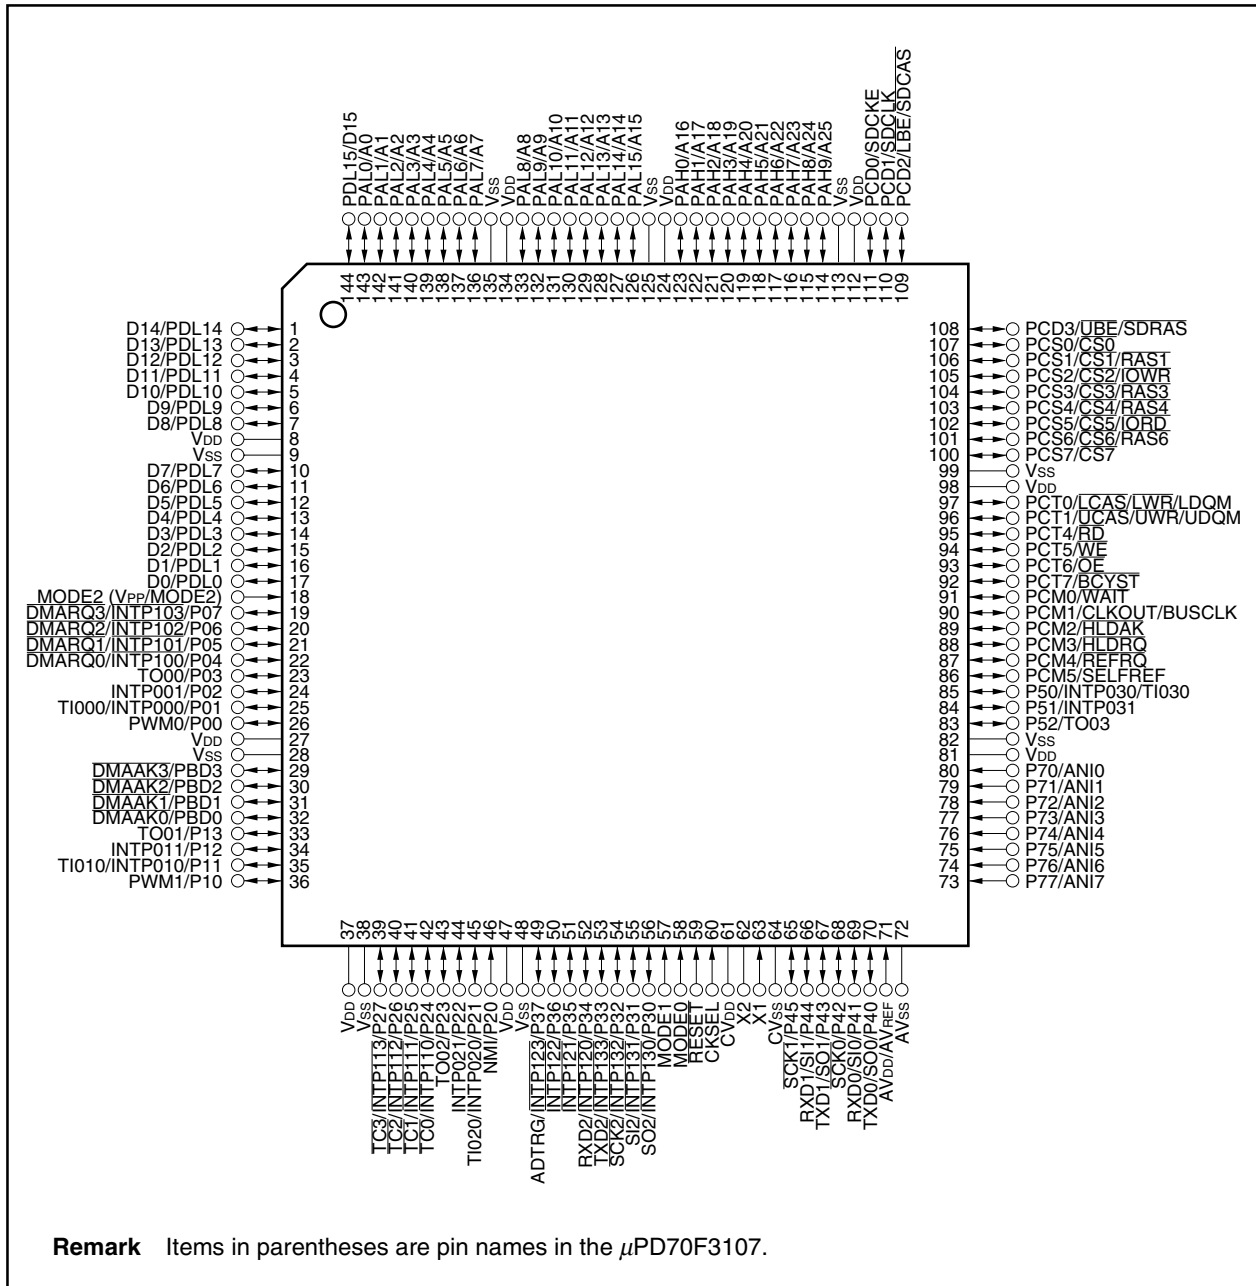 PDL15/D15
PAL0/A0
PAL1/A1
PAL2/A2
PAL3/A3
PAL4/A4
PAL5/A5
PAL6/A6
PAL7/A7
VSS
VDD
PAL8/A8
PAL9/A9
PAL10/A10
PAL11/A11
PAL12/A12
PAL13/A13
PAL14/A14
PAL15/A15
VSS
VDD
PAH0/A16
PAH1/A17
PAH2/A18
PAH3/A19
PAH4/A20
PAH5/A21
PAH6/A22
PAH7/A23
PAH8/A24
PAH9/A25
VSS
VDD
PCD0/SDCKE
PCD1/SDCLK
PCD2/LBE/SDCAS
144
143
142
141
140
139
138
137
136
135
134
133
132
131
130
129
128
127
126
125
124
123
122
121
120
119
118
117
116
115
114
113
112
111
110
109
D14/PDL14 1
D13/PDL13 2
D12/PDL12 3
D11/PDL11 4
D10/PDL10 5
D9/PDL9 6
D8/PDL8 7
VDD 8
VSS 9
D7/PDL7 10
D6/PDL6 11
D5/PDL5 12
D4/PDL4 13
D3/PDL3 14
D2/PDL2 15
D1/PDL1 16
D0/PDL0 17
MODE2 (VPP/MODE2) 18
DMARQ3/INTP103/P07 19
DMARQ2/INTP102/P06 20
DMARQ1/INTP101/P05 21
DMARQ0/INTP100/P04 22
TO00/P03 23
INTP001/P02 24
TI000/INTP000/P01 25
PWM0/P00 26
VDD 27
VSS 28
DMAAK3/PBD3 29
DMAAK2/PBD2 30
DMAAK1/PBD1 31
DMAAK0/PBD0 32
TO01/P13 33
INTP011/P12 34
TI010/INTP010/P11 35
PWM1/P10 36
108 PCD3/UBE/SDRAS
107 PCS0/CS0
106 PCS1/CS1/RAS1
105 PCS2/CS2/IOWR
104 PCS3/CS3/RAS3
103 PCS4/CS4/RAS4
102 PCS5/CS5/IORD
101 PCS6/CS6/RAS6
100 PCS7/CS7
99 VSS
98 VDD
97 PCT0/LCAS/LWR/LDQM
96 PCT1/UCAS/UWR/UDQM
95 PCT4/RD
94 PCT5/WE
93 PCT6/OE
92 PCT7/BCYST
91 PCM0/WAIT
90 PCM1/CLKOUT/BUSCLK
89 PCM2/HLDAK
88 PCM3/HLDRQ
87 PCM4/REFRQ
86 PCM5/SELFREF
85 P50/INTP030/TI030
84 P51/INTP031
83 P52/TO03
82 VSS
81 VDD
80 P70/ANI0
79 P71/ANI1
78 P72/ANI2
77 P73/ANI3
76 P74/ANI4
75 P75/ANI5
74 P76/ANI6
73 P77/ANI7
37
38
39
40
41
42
43
44
45
46
47
48
49
50
51
52
53
54
55
56
57
58
59
60
61
62
63
64
65
66
67
68
69
70
71
72
VDD
VSS
TC3/INTP113/P27
TC2/INTP112/P26
TC1/INTP111/P25
TC0/INTP110/P24
TO02/P23
INTP021/P22
TI020/INTP020/P21
NMI/P20
VDD
VSS
ADTRG/INTP123/P37
INTP122/P36
INTP121/P35
RXD2/INTP120/P34
TXD2/INTP133/P33
SCK2/INTP132/P32
SI2/INTP131/P31
SO2/INTP130/P30
MODE1
MODE0
RESET
CKSEL
CVDD
X2
X1
CVSS
SCK1/P45
RXD1/SI1/P44
TXD1/SO1/P43
SCK0/P42
RXD0/SI0/P41
TXD0/SO0/P40
AVDD/AVREF
AVSS
Remark Items in parentheses are pin names in the μPD70F3107.